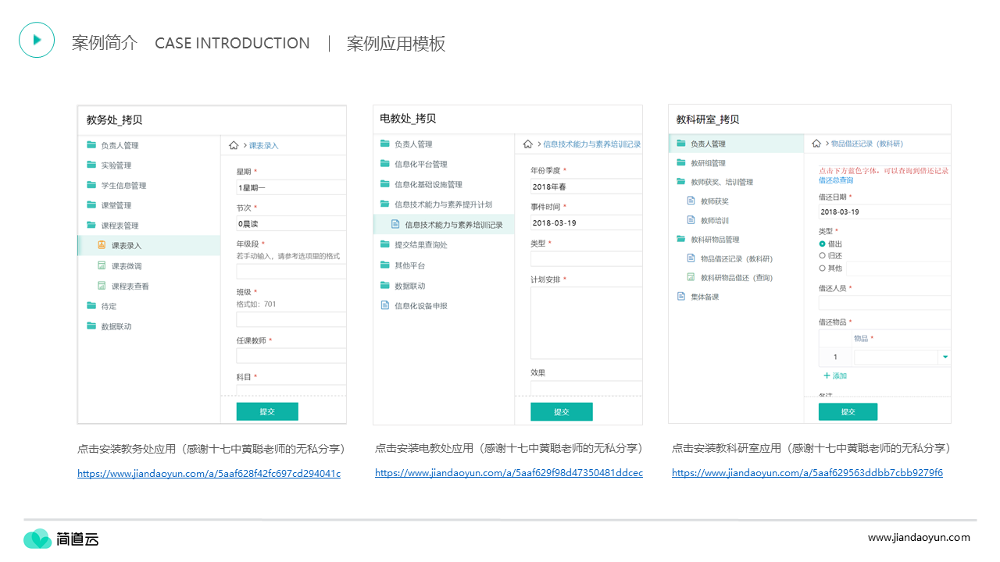 案例简介 CASE INTRODUCTION | 案例应用模板
教务处_拷贝
负责人管理
实验管理
学生信息管理
课堂管理
课程表管理
课表录入
课表微调
课程表查看
待定
数据联动
课表录入
星期 *
1星期一
节次 *
0晨读
年级段 *
若手动输入，请参考选项里的格式
班级 *
格式如：701
任课教师 *
科目 *
提交
点击安装教务处应用（感谢十七中黄聪老师的无私分享）
https://www.jiandaoyun.com/a/5aaf628f42fc697cd294041c
电教处_拷贝
负责人管理
信息化平台管理
信息化基础设施管理
信息技术能力与素养提升计划
信息技术能力与素养培训记录
提交结果查询处
其他平台
数据联动
信息化设备申报
信息技术能力与素养培训记录
年份季度 *
2018年春
事件时间 *
2018-03-19
类型 *
计划安排 *
效果
提交
点击安装电教处应用（感谢十七中黄聪老师的无私分享）
https://www.jiandaoyun.com/a/5aaf629f98d47350481ddcec
教科研室_拷贝
负责人管理
教研组管理
教师获奖、培训管理
教师获奖
教师培训
教科研物品管理
物品借还记录（教科研）
教科研物品借还（查询）
集体备课
物品借还记录（教科研）
点击下方蓝色字体，可以查询到借还记录
借还总查询
借还日期 *
2018-03-19
类型 *
借出
归还
其他
借还人员 *
借还物品 *
物品 *
1
+ 添加
备注
提交
点击安装教科研室应用（感谢十七中黄聪老师的无私分享）
https://www.jiandaoyun.com/a/5aaf629563ddbb7cbb9279f6
简道云
www.jiandaoyun.com